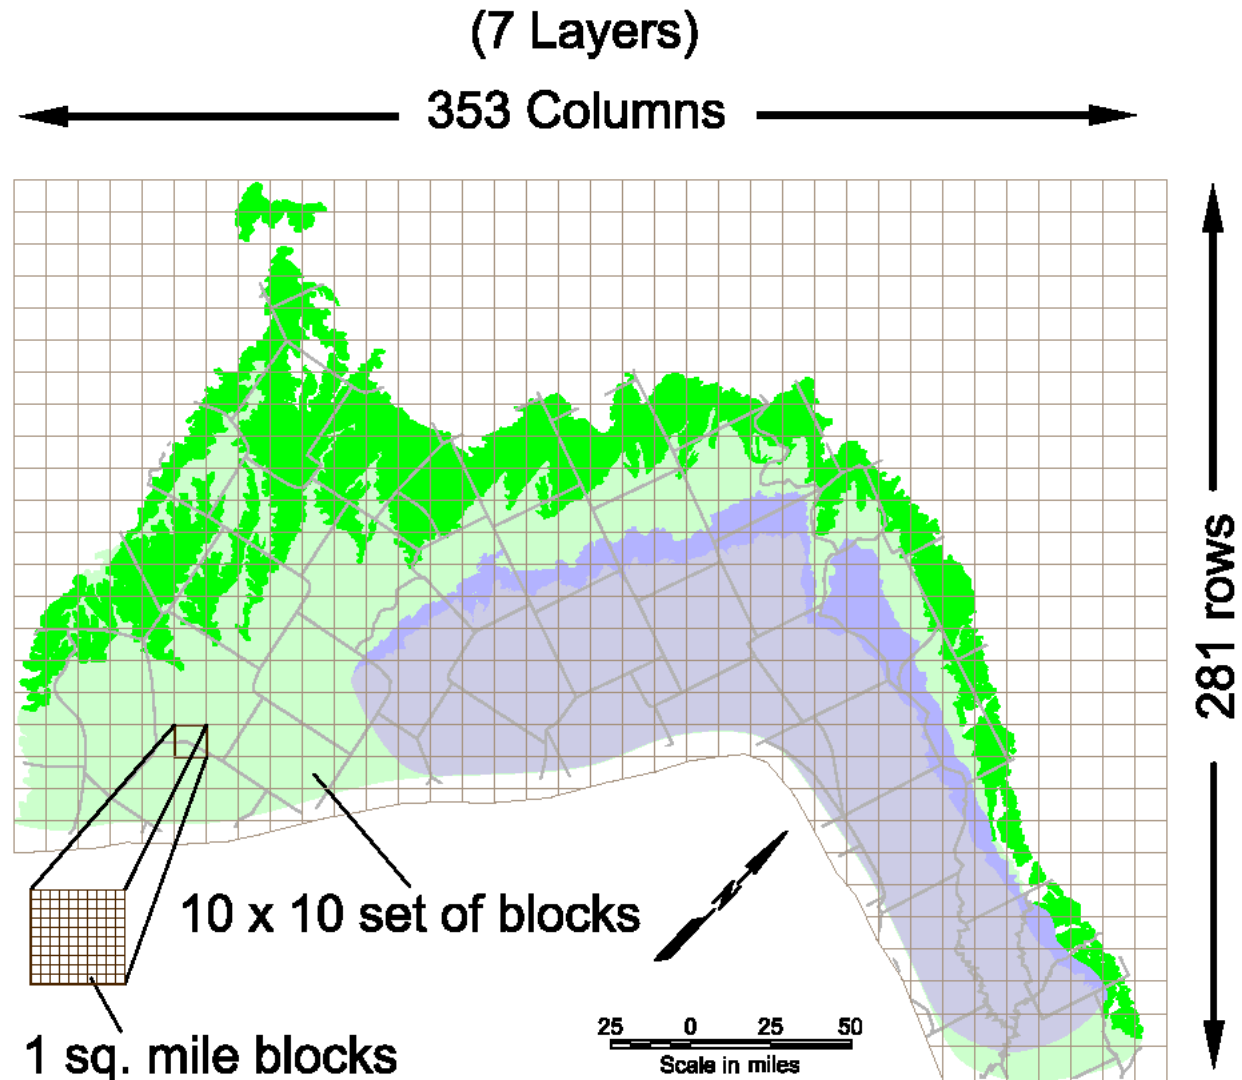 (7 Layers)
353 Columns
281 rows
10 x 10 set of blocks
N
25 0 25 50
Scale in miles
1 sq. mile blocks